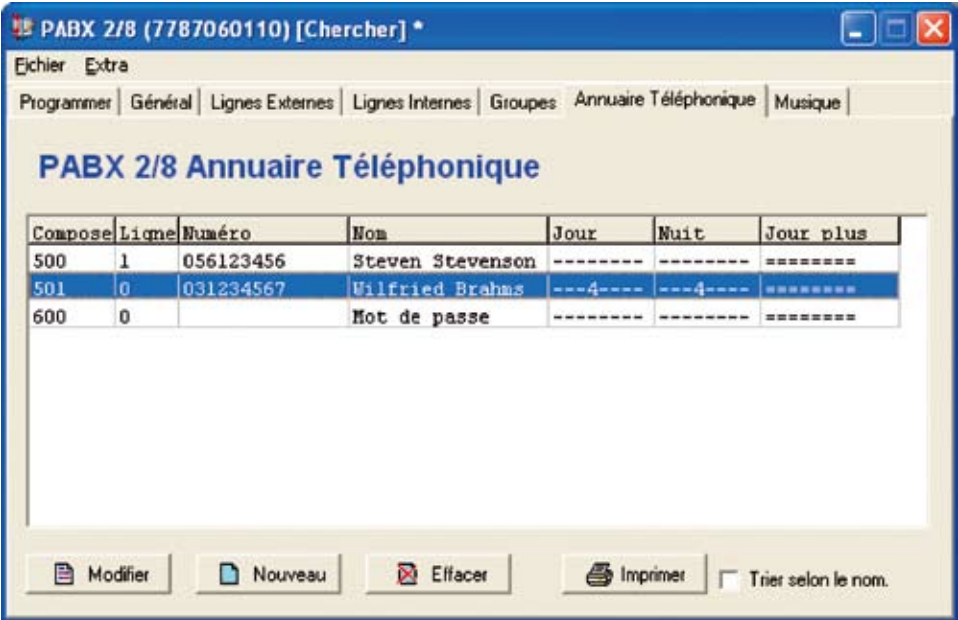 PABX 2/8 (7787060110) [Chercher] *
Fichier Extra
Programmer Général Lignes Externes Lignes Internes Groupes Annuaire Téléphonique Musique
PABX 2/8 Annuaire Téléphonique
Compose Ligne Numéro Nom Jour Nuit Jour plus
500 1 056123456 Steven Stevenson -------- -------- ========
501 0 031234567 Wilfried Brahms ---4---- ---4---- ========
600 0 Mot de passe -------- -------- ========
Modifier Nouveau Effacer Imprimer Trier selon le nom.